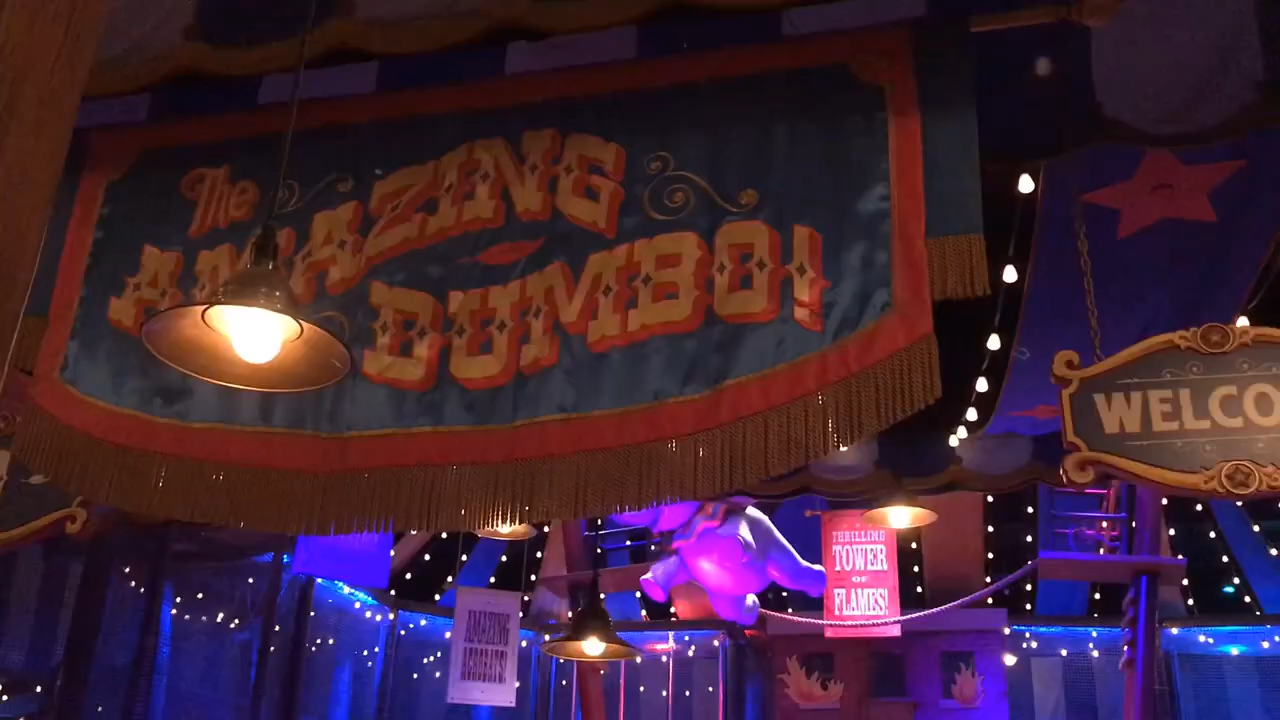 The
AMAZING
DUMBO!
WELCO
THRILLING
TOWER
OF
FLAMES!
AMAZING
ACROBATS!